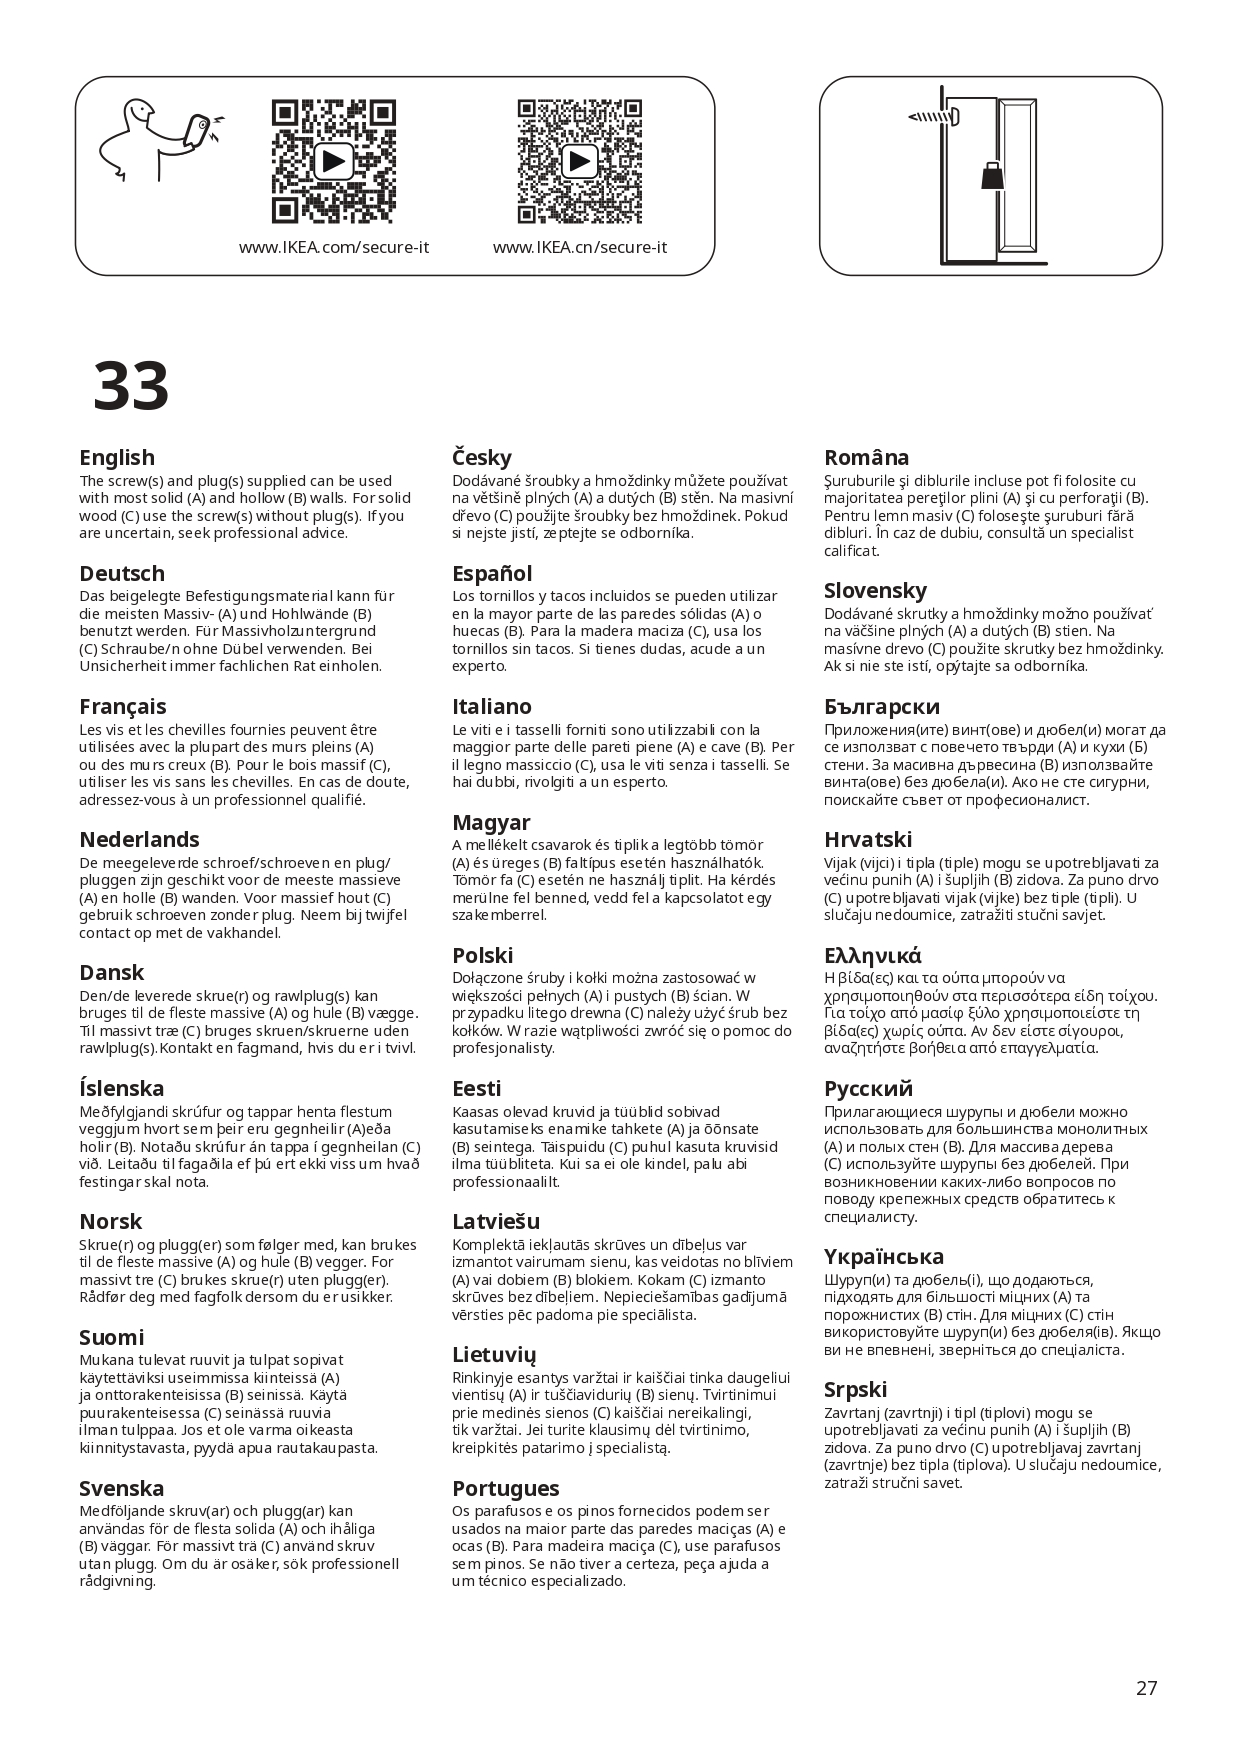 www.IKEA.com/secure-it
www.IKEA.cn/secure-it
33
English
The screw(s) and plug(s) supplied can be used
with most solid (A) and hollow (B) walls. For solid
wood (C) use the screw(s) without plug(s). If you
are uncertain, seek professional advice.
Deutsch
Das beigelegte Befestigungsmaterial kann für
die meisten Massiv- (A) und Hohlwände (B)
benutzt werden. Für Massivholzuntergrund
(C) Schraube/n ohne Dübel verwenden. Bei
Unsicherheit immer fachlichen Rat einholen.
Français
Les vis et les chevilles fournies peuvent être
utilisées avec la plupart des murs pleins (A)
ou des murs creux (B). Pour le bois massif (C),
utiliser les vis sans les chevilles. En cas de doute,
adressez-vous à un professionnel qualifié.
Nederlands
De meegeleverde schroef/schroeven en plug/
pluggen zijn geschikt voor de meeste massieve
(A) en holle (B) wanden. Voor massief hout (C)
gebruik schroeven zonder plug. Neem bij twijfel
contact op met de vakhandel.
Dansk
Den/de leverede skrue(r) og rawlplug(s) kan
bruges til de fleste massive (A) og hule (B) vægge.
Til massivt træ (C) bruges skruen/skruerne uden
rawlplug(s).Kontakt en fagmand, hvis du er i tvivl.
Íslenska
Meðfylgjandi skrúfur og tappar henta flestum
veggjum hvort sem þeir eru gegnheilir (A)eða
holir (B). Notaðu skrúfur án tappa í gegnheilan (C)
við. Leitaðu til fagaðila ef þú ert ekki viss um hvað
festingar skal nota.
Norsk
Skrue(r) og plugg(er) som følger med, kan brukes
til de fleste massive (A) og hule (B) vegger. For
massivt tre (C) brukes skrue(r) uten plugg(er).
Rådfør deg med fagfolk dersom du er usikker.
Suomi
Mukana tulevat ruuvit ja tulpat sopivat
käytettäviksi useimmissa kiinteissä (A)
ja onttorakenteisissa (B) seinissä. Käytä
puurakenteisessa (C) seinässä ruuvia
ilman tulppaa. Jos et ole varma oikeasta
kiinnitystavasta, pyydä apua rautakaupasta.
Svenska
Medföljande skruv(ar) och plugg(ar) kan
användas för de flesta solida (A) och ihåliga
(B) väggar. För massivt trä (C) använd skruv
utan plugg. Om du är osäker, sök professionell
rådgivning.
Česky
Dodávané šroubky a hmoždinky můžete používat
na většině plných (A) a dutých (B) stěn. Na masivní
dřevo (C) použijte šroubky bez hmoždinek. Pokud
si nejste jistí, zeptejte se odborníka.
Español
Los tornillos y tacos incluidos se pueden utilizar
en la mayor parte de las paredes sólidas (A) o
huecas (B). Para la madera maciza (C), usa los
tornillos sin tacos. Si tienes dudas, acude a un
experto.
Italiano
Le viti e i tasselli forniti sono utilizzabili con la
maggior parte delle pareti piene (A) e cave (B). Per
il legno massiccio (C), usa le viti senza i tasselli. Se
hai dubbi, rivolgiti a un esperto.
Magyar
A mellékelt csavarok és tiplik a legtöbb tömör
(A) és üreges (B) faltípus esetén használhatók.
Tömör fa (C) esetén ne használj tiplit. Ha kérdés
merülne fel benned, vedd fel a kapcsolatot egy
szakemberrel.
Polski
Dołączone śruby i kołki można zastosować w
większości pełnych (A) i pustych (B) ścian. W
przypadku litego drewna (C) należy użyć śrub bez
kołków. W razie wątpliwości zwróć się o pomoc do
profesjonalisty.
Eesti
Kaasas olevad kruvid ja tüüblid sobivad
kasutamiseks enamike tahkete (A) ja õõnsate
(B) seintega. Täispuidu (C) puhul kasuta kruvisid
ilma tüübliteta. Kui sa ei ole kindel, palu abi
professionaalilt.
Latviešu
Komplektā iekļautās skrūves un dībeļus var
izmantot vairumam sienu, kas veidotas no blīviem
(A) vai dobiem (B) blokiem. Kokam (C) izmanto
skrūves bez dībeļiem. Nepieciešamības gadījumā
vērsties pēc padoma pie speciālista.
Lietuvių
Rinkinyje esantys varžtai ir kaiščiai tinka daugeliui
vientisų (A) ir tuščiavidurių (B) sienų. Tvirtinimui
prie medinės sienos (C) kaiščiai nereikalingi,
tik varžtai. Jei turite klausimų dėl tvirtinimo,
kreipkitės patarimo į specialistą.
Portugues
Os parafusos e os pinos fornecidos podem ser
usados na maior parte das paredes maciças (A) e
ocas (B). Para madeira maciça (C), use parafusos
sem pinos. Se não tiver a certeza, peça ajuda a
um técnico especializado.
Româna
Şuruburile şi diblurile incluse pot fi folosite cu
majoritatea pereţilor plini (A) şi cu perforaţii (B).
Pentru lemn masiv (C) foloseşte şuruburi fără
dibluri. În caz de dubiu, consultă un specialist
calificat.
Slovensky
Dodávané skrutky a hmoždinky možno používať
na väčšine plných (A) a dutých (B) stien. Na
masívne drevo (C) použite skrutky bez hmoždinky.
Ak si nie ste istí, opýtajte sa odborníka.
Български
Приложения(ите) винт(ове) и дюбел(и) могат да
се използват с повечето твърди (А) и кухи (Б)
стени. За масивна дървесина (В) използвайте
винта(ове) без дюбела(и). Ако не сте сигурни,
поискайте съвет от професионалист.
Hrvatski
Vijak (vijci) i tipla (tiple) mogu se upotrebljavati za
većinu punih (A) i šupljih (B) zidova. Za puno drvo
(C) upotrebljavati vijak (vijke) bez tiple (tipli). U
slučaju nedoumice, zatražiti stučni savjet.
Ελληνικά
Η βίδα(ες) και τα ούπα μπορούν να
χρησιμοποιηθούν στα περισσότερα είδη τοίχου.
Για τοίχο από μασίφ ξύλο χρησιμοποιείστε τη
βίδα(ες) χωρίς ούπα. Αν δεν είστε σίγουροι,
αναζητήστε βοήθεια από επαγγελματία.
Русский
Прилагающиеся шурупы и дюбели можно
использовать для большинства монолитных
(А) и полых стен (В). Для массива дерева
(С) используйте шурупы без дюбелей. При
возникновении каких-либо вопросов по
поводу крепежных средств обратитесь к
специалисту.
Yкраїнська
Шуруп(и) та дюбель(і), що додаються,
підходять для більшості міцних (А) та
порожнистих (В) стін. Для міцних (С) стін
використовуйте шуруп(и) без дюбеля(ів). Якщо
ви не впевнені, зверніться до спеціаліста.
Srpski
Zavrtanj (zavrtnji) i tipl (tiplovi) mogu se
upotrebljavati za većinu punih (A) i šupljih (B)
zidova. Za puno drvo (C) upotrebljavaj zavrtanj
(zavrtnje) bez tipla (tiplova). U slučaju nedoumice,
zatraži stručni savet.
27